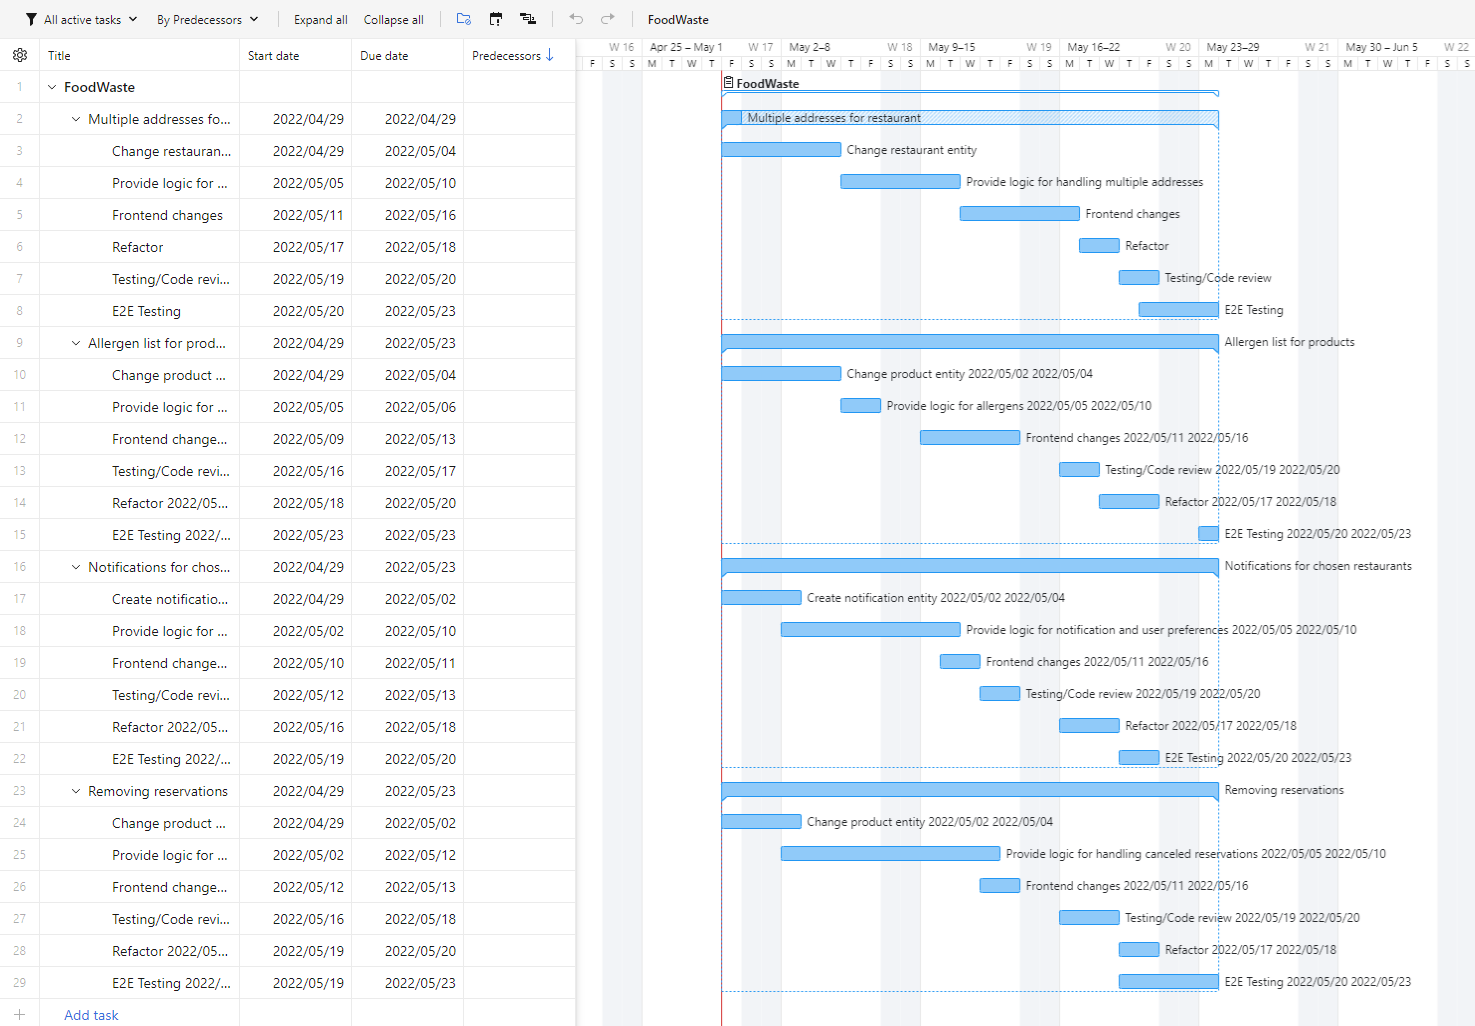 All active tasks By Predecessors Expand all Collapse all FoodWaste
Title Start date Due date Predecessors
W 16 Apr 25 – May 1 W 17 May 2–8 W 18 May 9–15 W 19 May 16–22 W 20 May 23–29 W 21 May 30 – Jun 5 W 22
F S S M T W T F S S M T W T F S S M T W T F S S M T W T F S S M T W T F S S M T W T F S S
1 FoodWaste FoodWaste
2 Multiple addresses fo... 2022/04/29 2022/04/29 Multiple addresses for restaurant
3 Change restauran... 2022/04/29 2022/05/04 Change restaurant entity
4 Provide logic for ... 2022/05/05 2022/05/10 Provide logic for handling multiple addresses
5 Frontend changes 2022/05/11 2022/05/16 Frontend changes
6 Refactor 2022/05/17 2022/05/18 Refactor
7 Testing/Code revi... 2022/05/19 2022/05/20 Testing/Code review
8 E2E Testing 2022/05/20 2022/05/23 E2E Testing
9 Allergen list for prod... 2022/04/29 2022/05/23 Allergen list for products
10 Change product ... 2022/04/29 2022/05/04 Change product entity 2022/05/02 2022/05/04
11 Provide logic for ... 2022/05/05 2022/05/06 Provide logic for allergens 2022/05/05 2022/05/10
12 Frontend change... 2022/05/09 2022/05/13 Frontend changes 2022/05/11 2022/05/16
13 Testing/Code revi... 2022/05/16 2022/05/17 Testing/Code review 2022/05/19 2022/05/20
14 Refactor 2022/05... 2022/05/18 2022/05/20 Refactor 2022/05/17 2022/05/18
15 E2E Testing 2022/... 2022/05/23 2022/05/23 E2E Testing 2022/05/20 2022/05/23
16 Notifications for chos... 2022/04/29 2022/05/23 Notifications for chosen restaurants
17 Create notificatio... 2022/04/29 2022/05/02 Create notification entity 2022/05/02 2022/05/04
18 Provide logic for ... 2022/05/02 2022/05/10 Provide logic for notification and user preferences 2022/05/05 2022/05/10
19 Frontend change... 2022/05/10 2022/05/11 Frontend changes 2022/05/11 2022/05/16
20 Testing/Code revi... 2022/05/12 2022/05/13 Testing/Code review 2022/05/19 2022/05/20
21 Refactor 2022/05... 2022/05/16 2022/05/18 Refactor 2022/05/17 2022/05/18
22 E2E Testing 2022/... 2022/05/19 2022/05/20 E2E Testing 2022/05/20 2022/05/23
23 Removing reservations 2022/04/29 2022/05/23 Removing reservations
24 Change product ... 2022/04/29 2022/05/02 Change product entity 2022/05/02 2022/05/04
25 Provide logic for ... 2022/05/02 2022/05/12 Provide logic for handling canceled reservations 2022/05/05 2022/05/10
26 Frontend change... 2022/05/12 2022/05/13 Frontend changes 2022/05/11 2022/05/16
27 Testing/Code revi... 2022/05/16 2022/05/18 Testing/Code review 2022/05/19 2022/05/20
28 Refactor 2022/05... 2022/05/19 2022/05/20 Refactor 2022/05/17 2022/05/18
29 E2E Testing 2022/... 2022/05/19 2022/05/23 E2E Testing 2022/05/20 2022/05/23
Add task